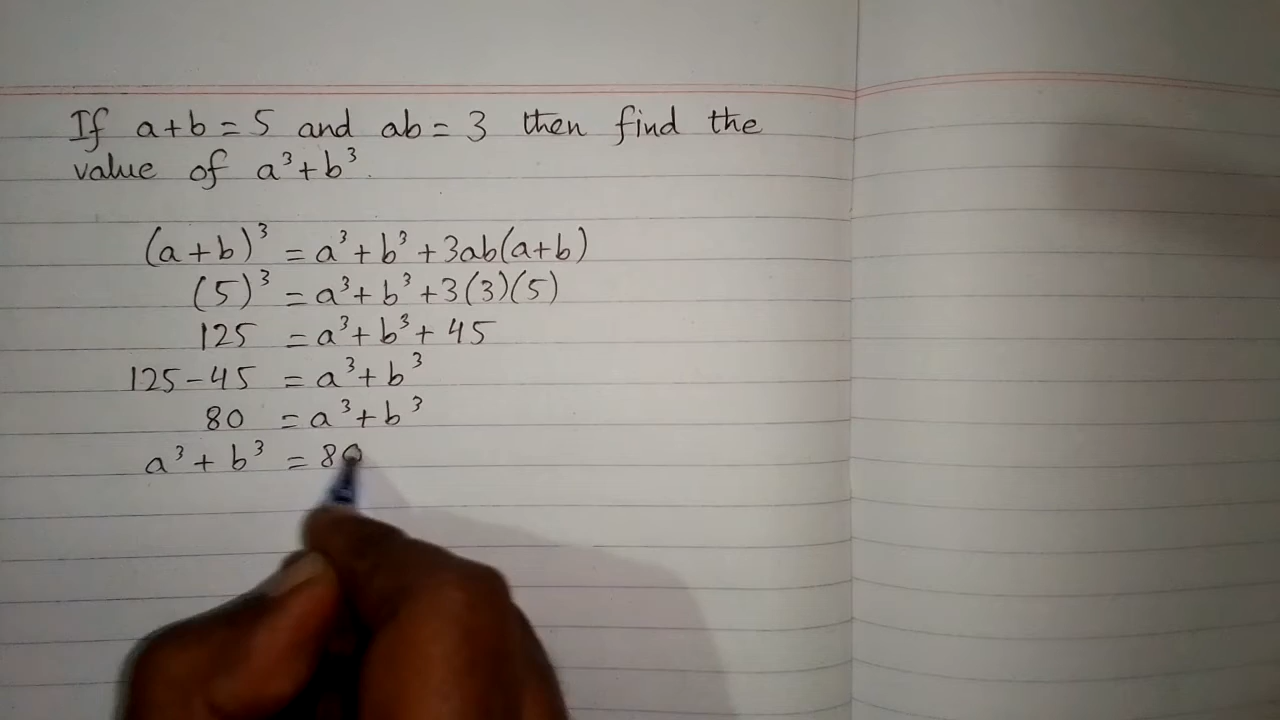 If a+b = 5 and ab = 3 then find the
value of a³+b³.
(a+b)³ = a³+b³+3ab(a+b)
(5)³ = a³+b³+3(3)(5)
125 = a³+b³+45
125-45 = a³+b³
80 = a³+b³
a³+b³ = 80